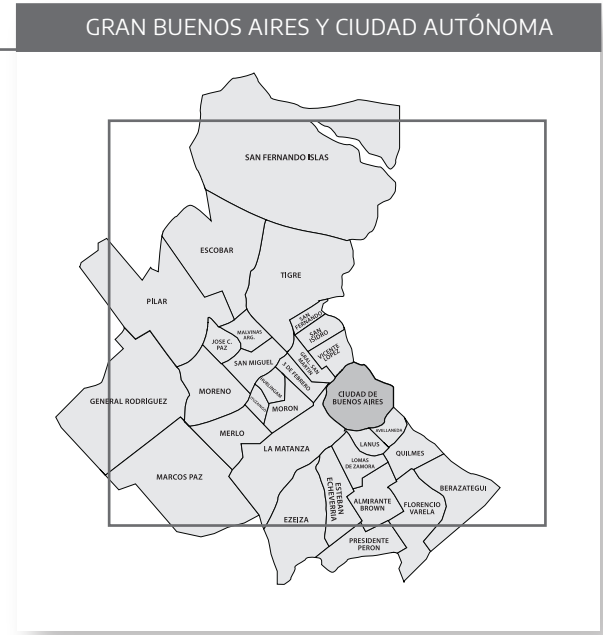 GRAN BUENOS AIRES Y CIUDAD AUTÓNOMA
SAN FERNANDO ISLAS
ESCOBAR
TIGRE
PILAR
SAN
FERNANDO
SAN
ISIDRO
MALVINAS
ARG.
JOSE C.
PAZ
VICENTE
LOPEZ
GRAL. SAN
MARTIN
SAN MIGUEL
3 DE FEBRERO
HURLINGAM
MORENO
ITUZAINGO
MORON
CIUDAD DE
BUENOS AIRES
GENERAL RODRÍGUEZ
MERLO
AVELLANEDA
LA MATANZA
LANUS
QUILMES
LOMAS
DE ZAMORA
MARCOS PAZ
ESTEBAN
ECHEVERRIA
BERAZATEGUI
ALMIRANTE
BROWN
FLORENCIO
VARELA
EZEIZA
PRESIDENTE
PERON